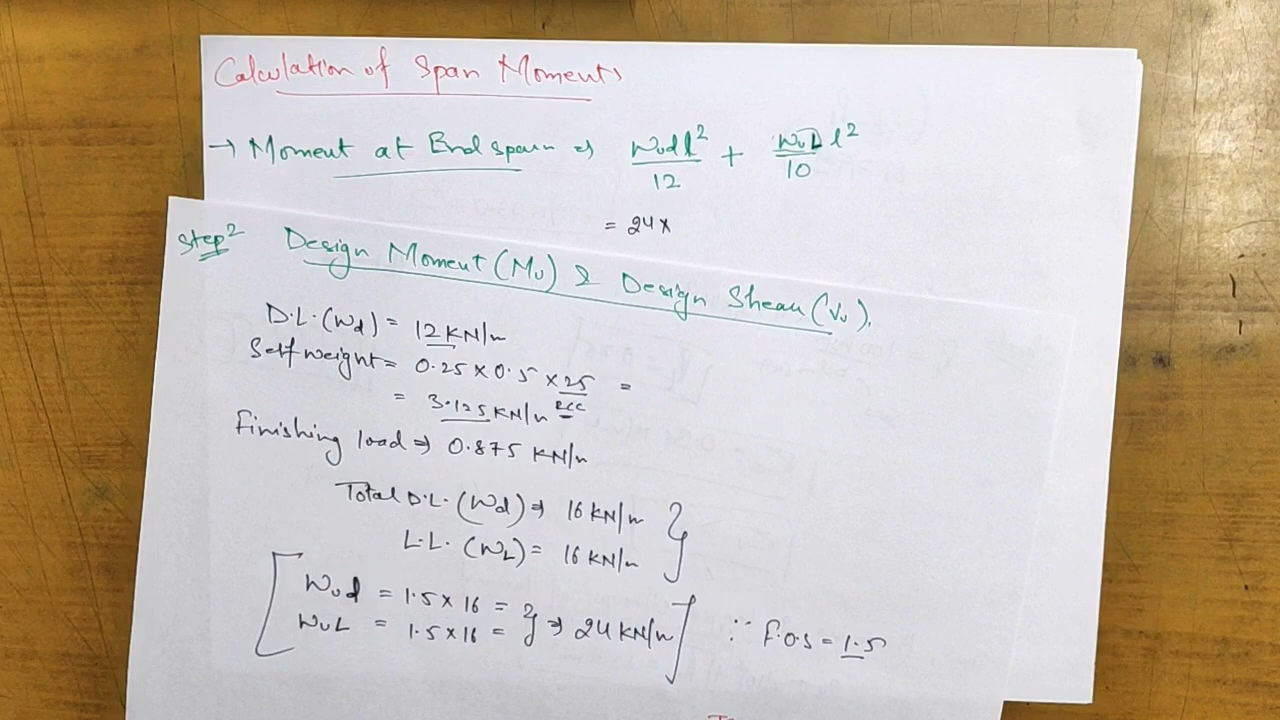 Calculation of Span Moments
→ Moment at End span ⇒ Wud l²/12 + WuL l²/10
= 24 x
Step 2 Design Moment (Mu) & Design Shear (Vu).
D.L. (Wd) = 12 KN/m
Self weight = 0.25 x 0.5 x 25 =
RCC
= 3.125 KN/m
Finishing load ⇒ 0.875 KN/m
Total D.L. (Wd) ⇒ 16 KN/m }
L.L. (WL) = 16 KN/m
[ Wud = 1.5 x 16 =
WuL = 1.5 x 16 = } ⇒ 24 KN/m ] ∵ F.O.S = 1.5